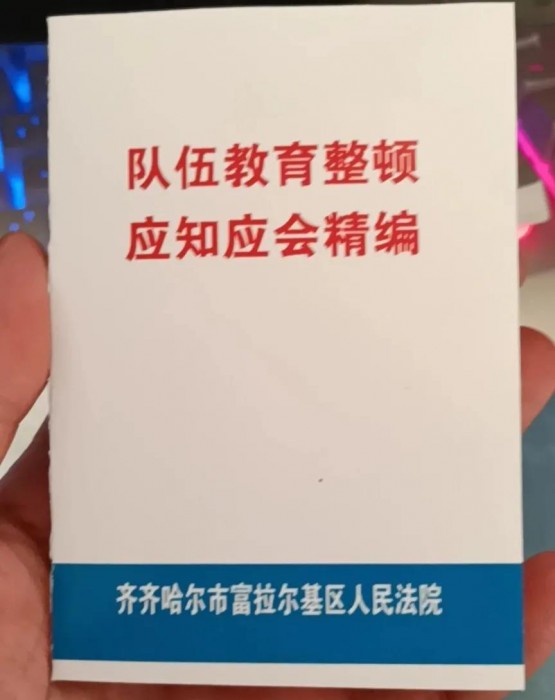 队伍教育整顿
应知应会精编
齐齐哈尔市富拉尔基区人民法院